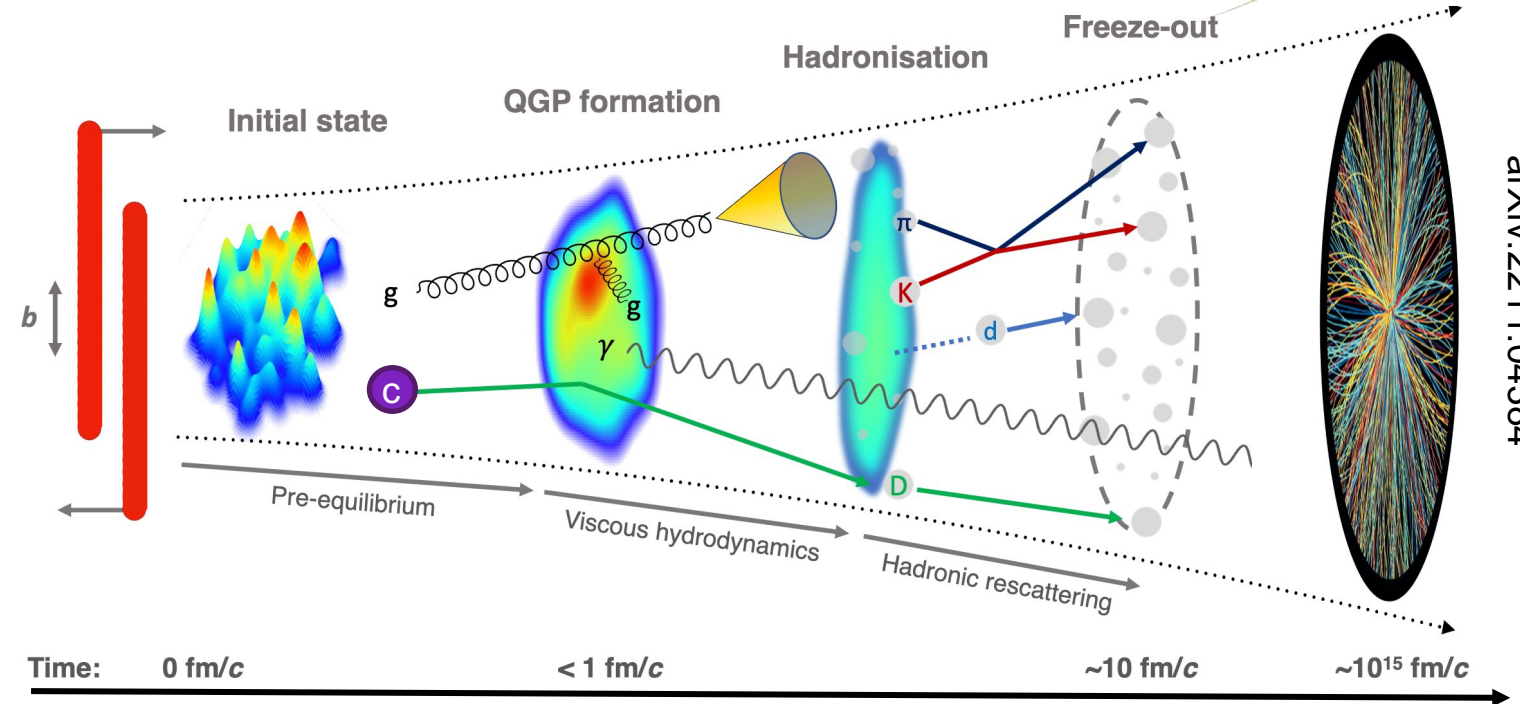 Freeze-out
Hadronisation
QGP formation
Initial state
b
g
g
γ
C
π
K
d
D
Pre-equilibrium
Viscous hydrodynamics
Hadronic rescattering
Time: 0 fm/c < 1 fm/c ~10 fm/c ~10¹⁵ fm/c